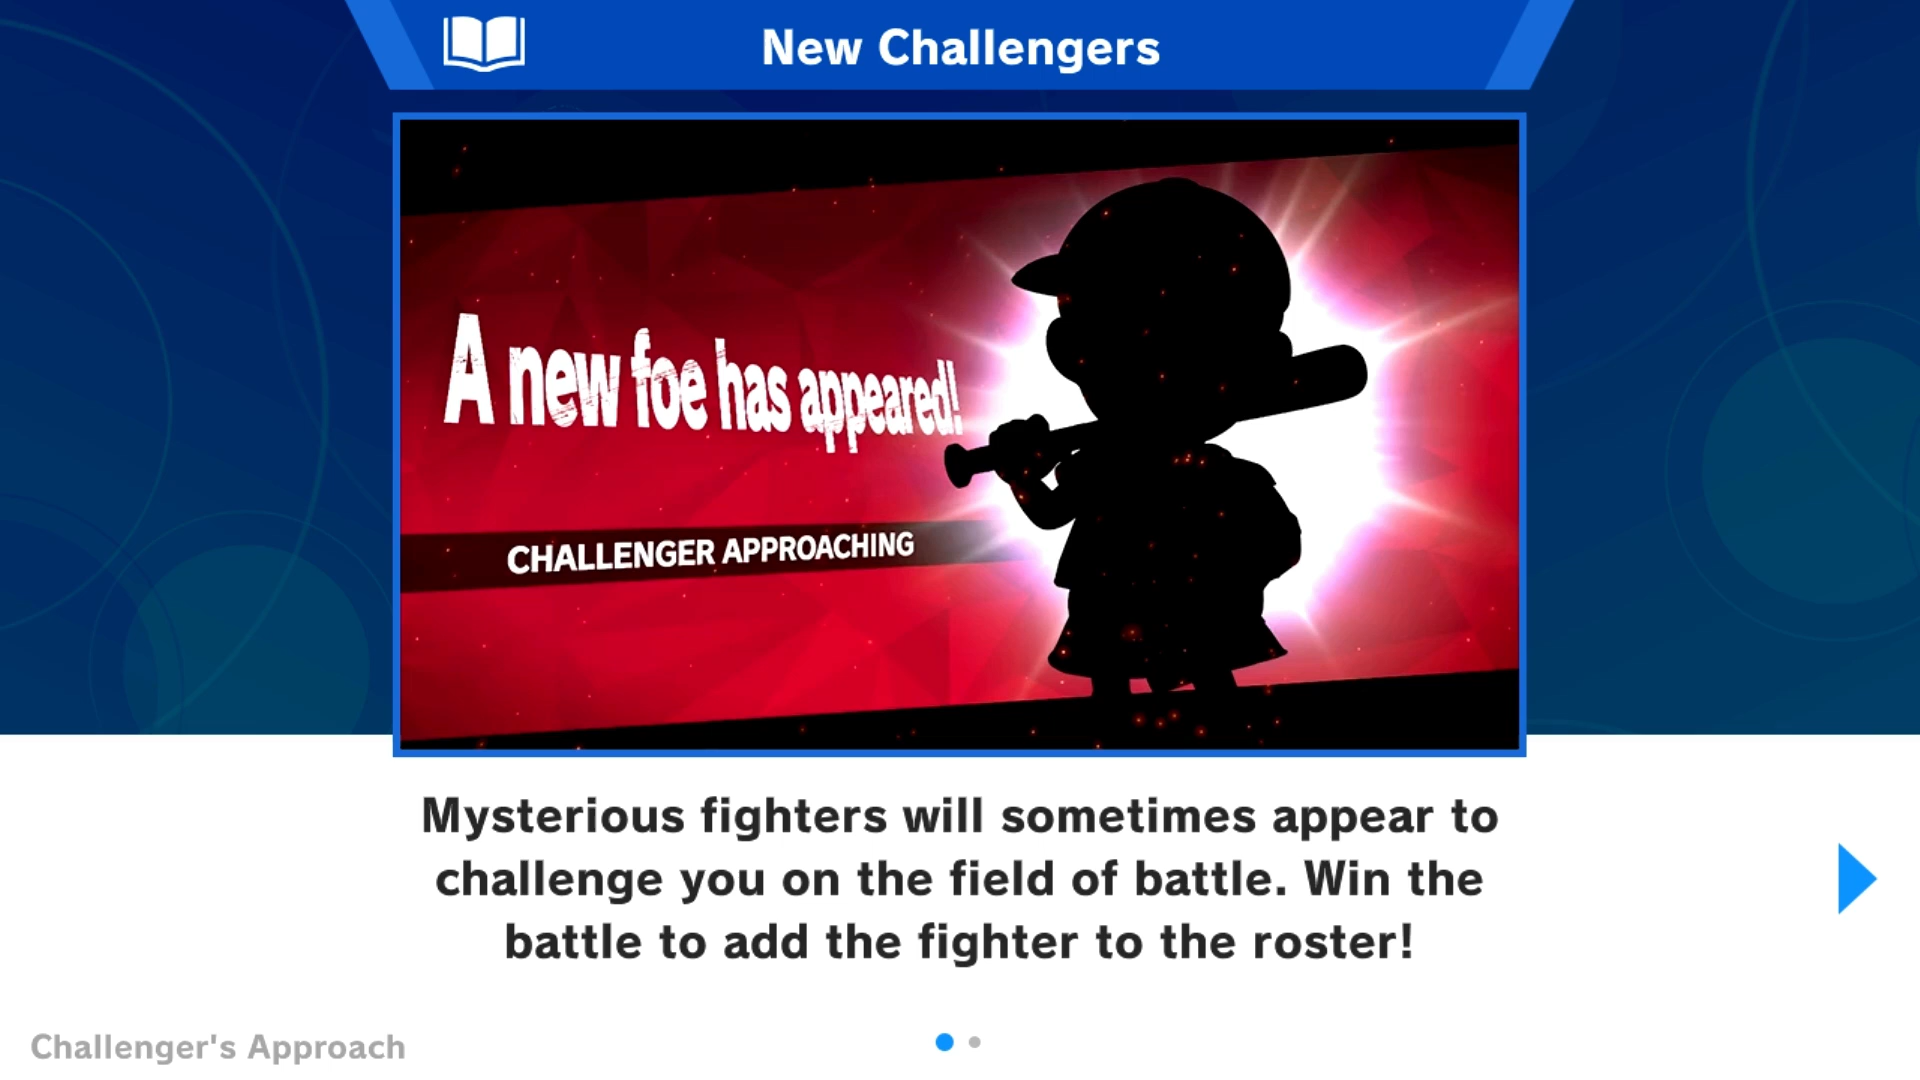 New Challengers
A new foe has appeared!
CHALLENGER APPROACHING
Mysterious fighters will sometimes appear to
challenge you on the field of battle. Win the
battle to add the fighter to the roster!
Challenger's Approach